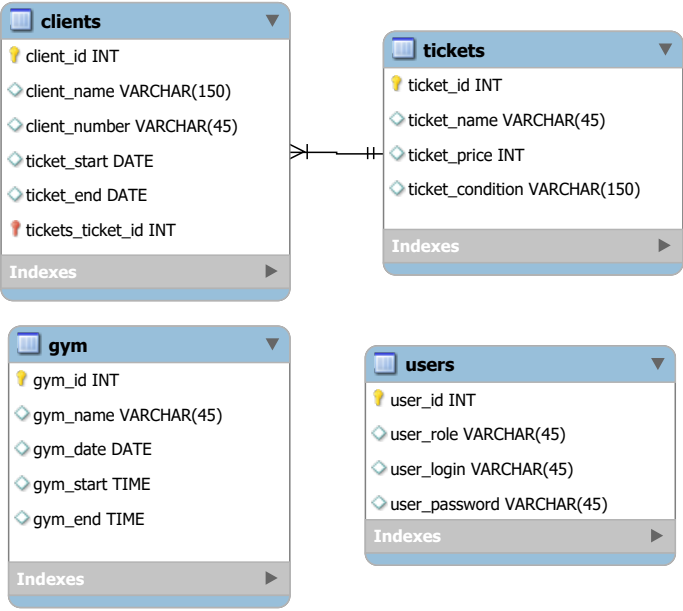 clients
client_id INT
client_name VARCHAR(150)
client_number VARCHAR(45)
ticket_start DATE
ticket_end DATE
tickets_ticket_id INT
Indexes
tickets
ticket_id INT
ticket_name VARCHAR(45)
ticket_price INT
ticket_condition VARCHAR(150)
Indexes
gym
gym_id INT
gym_name VARCHAR(45)
gym_date DATE
gym_start TIME
gym_end TIME
Indexes
users
user_id INT
user_role VARCHAR(45)
user_login VARCHAR(45)
user_password VARCHAR(45)
Indexes